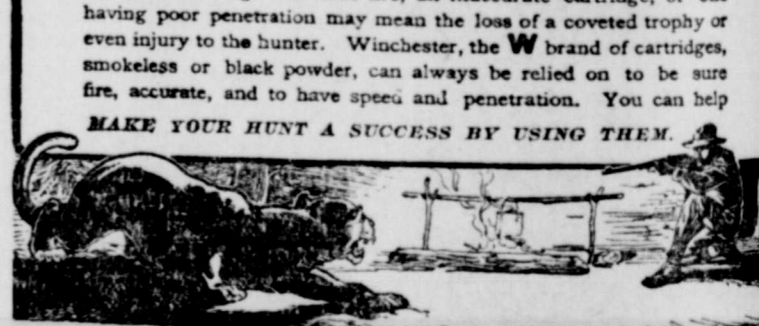 having poor penetration may mean the loss of a coveted trophy or
even injury to the hunter. Winchester, the W brand of cartridges,
smokeless or black powder, can always be relied on to be sure
fire, accurate, and to have speed and penetration. You can help
MAKE YOUR HUNT A SUCCESS BY USING THEM.